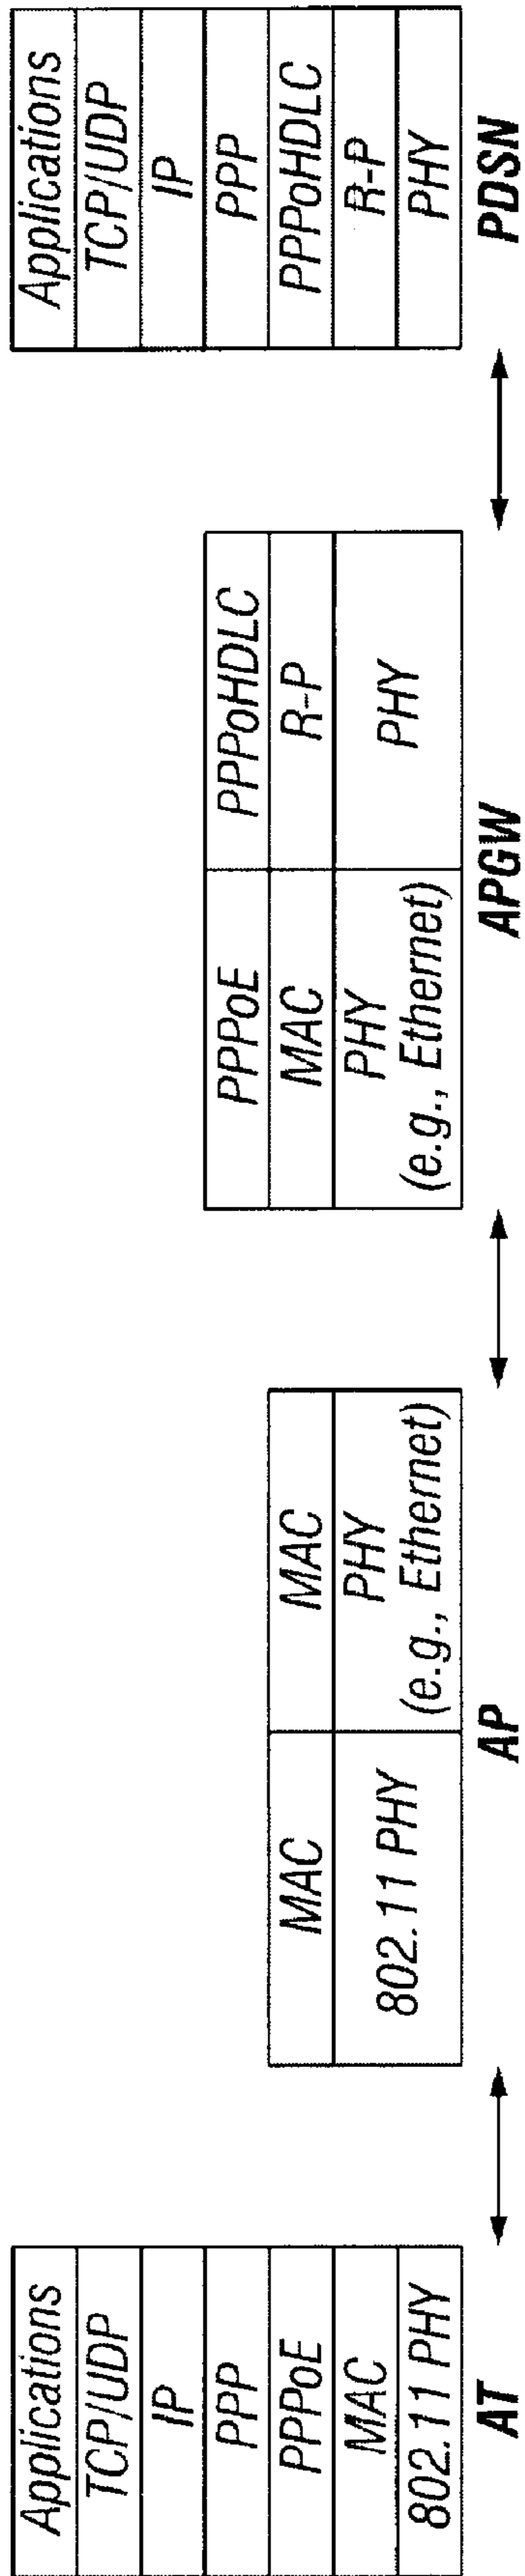 Applications
TCP/UDP
IP
PPP
PPPoE
MAC
802.11 PHY
AT
MAC
802.11 PHY
MAC
PHY
(e.g., Ethernet)
AP
PPPoE
MAC
PHY
(e.g., Ethernet)
PPPoHDLC
R-P
PHY
APGW
Applications
TCP/UDP
IP
PPP
PPPoHDLC
R-P
PHY
PDSN